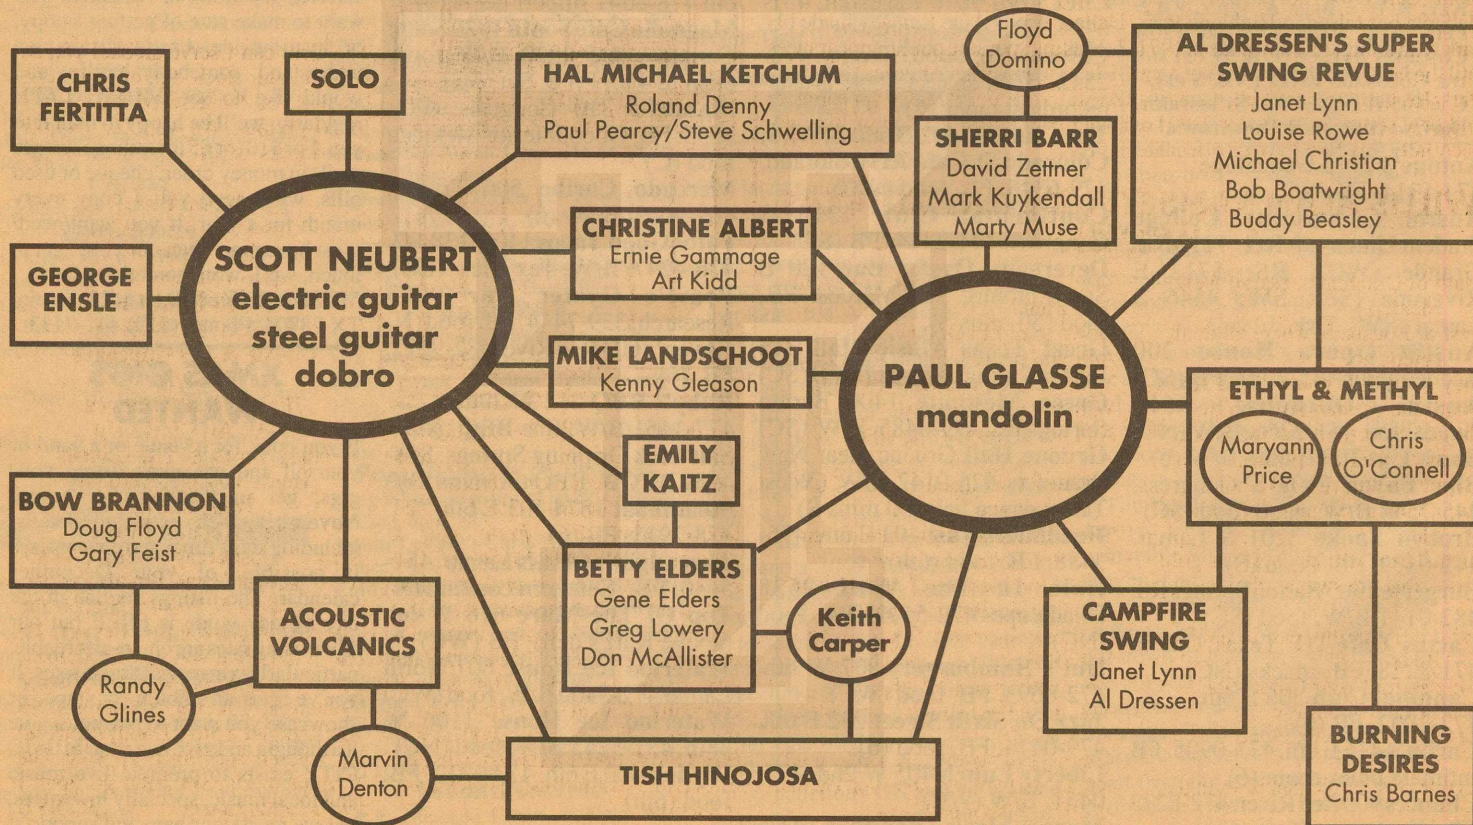 CHRIS
FERTITTA
SOLO
HAL MICHAEL KETCHUM
Roland Denny
Paul Pearcy/Steve Schwelling
Floyd
Domino
AL DRESSEN'S SUPER
SWING REVUE
Janet Lynn
Louise Rowe
Michael Christian
Bob Boatwright
Buddy Beasley
SHERRI BARR
David Zettner
Mark Kuykendall
Marty Muse
CHRISTINE ALBERT
Ernie Gammage
Art Kidd
GEORGE
ENSLE
SCOTT NEUBERT
electric guitar
steel guitar
dobro
MIKE LANDSCHOOT
Kenny Gleason
PAUL GLASSE
mandolin
ETHYL & METHYL
Maryann
Price
Chris
O'Connell
EMILY
KAITZ
BOW BRANNON
Doug Floyd
Gary Feist
BETTY ELDERS
Gene Elders
Greg Lowery
Don McAllister
Keith
Carper
ACOUSTIC
VOLCANICS
CAMPFIRE
SWING
Janet Lynn
Al Dressen
Randy
Glines
Marvin
Denton
TISH HINOJOSA
BURNING
DESIRES
Chris Barnes